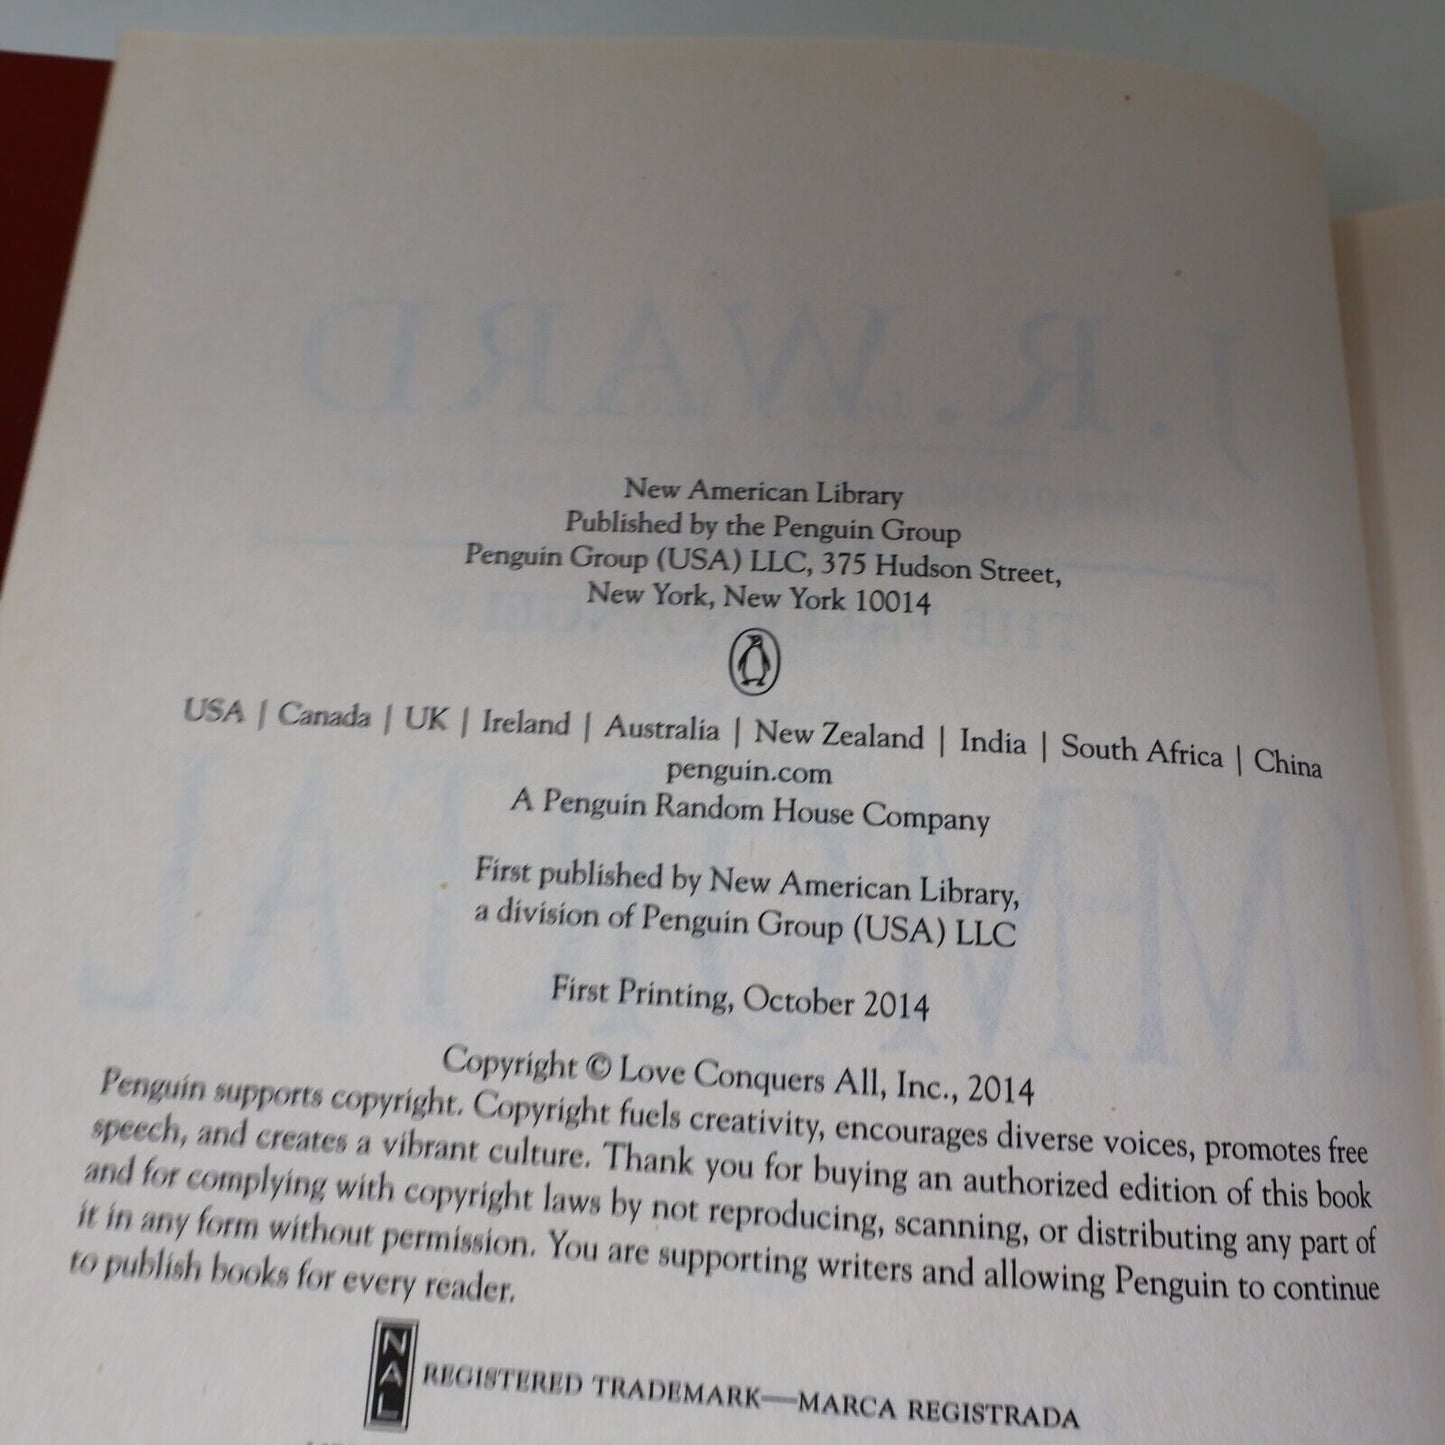 New American Library
Published by the Penguin Group
Penguin Group (USA) LLC, 375 Hudson Street,
New York, New York 10014
USA | Canada | UK | Ireland | Australia | New Zealand | India | South Africa | China
penguin.com
A Penguin Random House Company
First published by New American Library,
a division of Penguin Group (USA) LLC
First Printing, October 2014
Copyright © Love Conquers All, Inc., 2014
Penguin supports copyright. Copyright fuels creativity, encourages diverse voices, promotes free
speech, and creates a vibrant culture. Thank you for buying an authorized edition of this book
and for complying with copyright laws by not reproducing, scanning, or distributing any part of
it in any form without permission. You are supporting writers and allowing Penguin to continue
to publish books for every reader.
NAL REGISTERED TRADEMARK—MARCA REGISTRADA
J. R. WARD
IMMORTAL